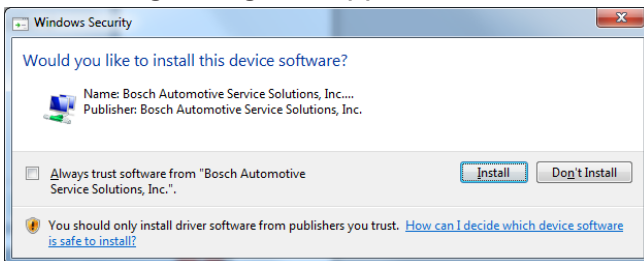 Windows Security
Would you like to install this device software?
Name: Bosch Automotive Service Solutions, Inc....
Publisher: Bosch Automotive Service Solutions, Inc.
Always trust software from "Bosch Automotive
Service Solutions, Inc.".
Install
Don't Install
You should only install driver software from publishers you trust. How can I decide which device software
is safe to install?